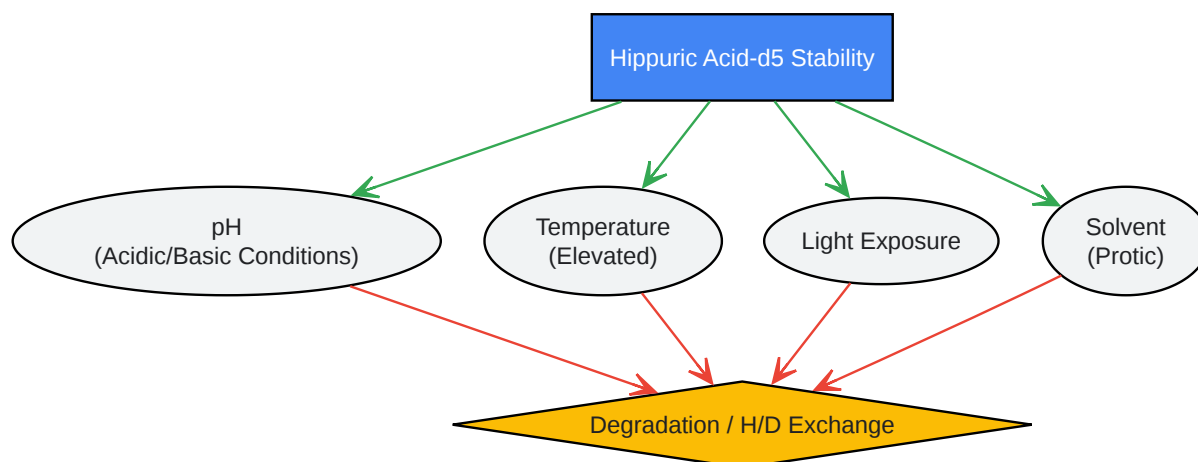 Hippuric Acid-d5 Stability
pH
(Acidic/Basic Conditions)
Temperature
(Elevated)
Light Exposure
Solvent
(Protic)
Degradation / H/D Exchange